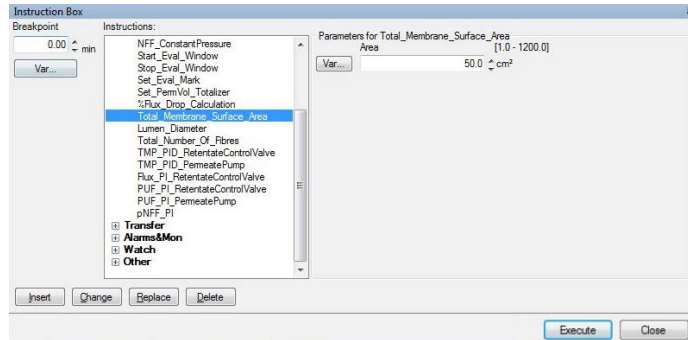 Instruction Box
Breakpoint
0.00 min
Var...
Instructions:
NFF_ConstantPressure
Start_Eval_Window
Stop_Eval_Window
Set_Eval_Mark
Set_PermVol_Totalizer
%Flux_Drop_Calculation
Total_Membrane_Surface_Area
Lumen_Diameter
Total_Number_Of_Fibres
TMP_PID_RetentateControlValve
TMP_PID_PermeatePump
Flux_PI_RetentateControlValve
PUF_PI_RetentateControlValve
PUF_PI_PermeatePump
pNFF_PI
Transfer
Alarms&Mon
Watch
Other
Parameters for Total_Membrane_Surface_Area
Area [1.0 - 1200.0]
Var... 50.0 cm²
Insert Change Replace Delete
Execute Close